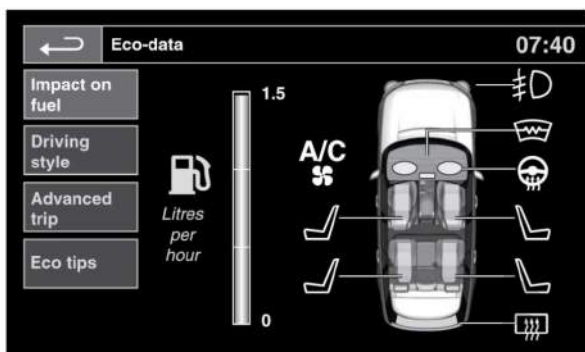 Eco-data
07:40
Impact on
fuel
Driving
style
Advanced
trip
Eco tips
Litres
per
hour
1.5
0
A/C